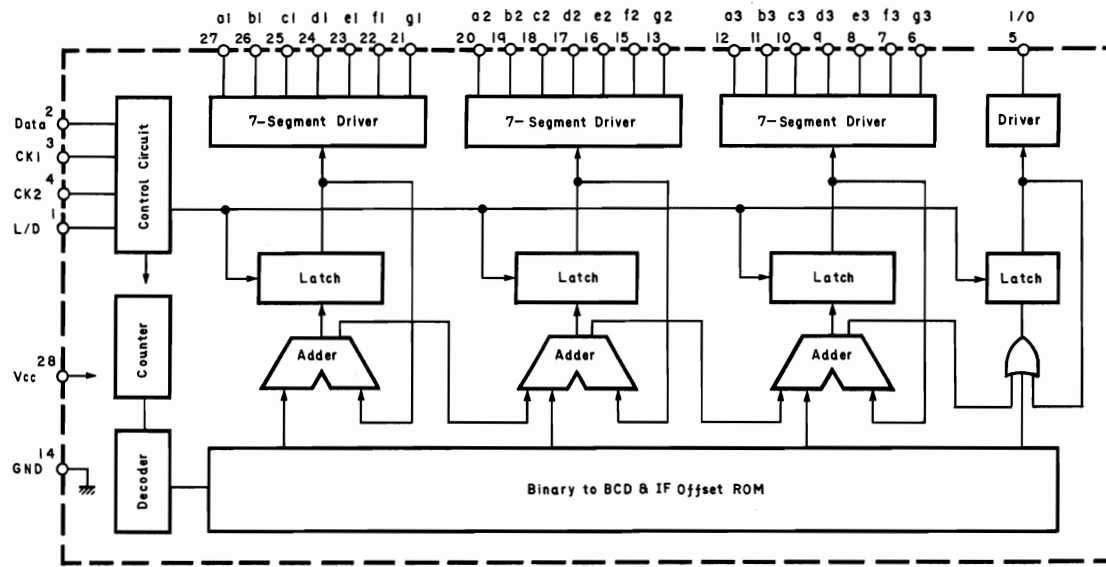 a1 b1 c1 d1 e1 f1 g1 a2 b2 c2 d2 e2 f2 g2 a3 b3 c3 d3 e3 f3 g3 1/0
27 26 25 24 23 22 21 20 19 18 17 16 15 13 12 11 10 9 8 7 6 5
7-Segment Driver 7-Segment Driver 7-Segment Driver Driver
Data 2
CK1 3
CK2 4
L/D 1
Control Circuit
Latch Latch Latch Latch
Adder Adder Adder
Counter
Vcc 28
GND 14
Decoder
Binary to BCD & IF Offset ROM